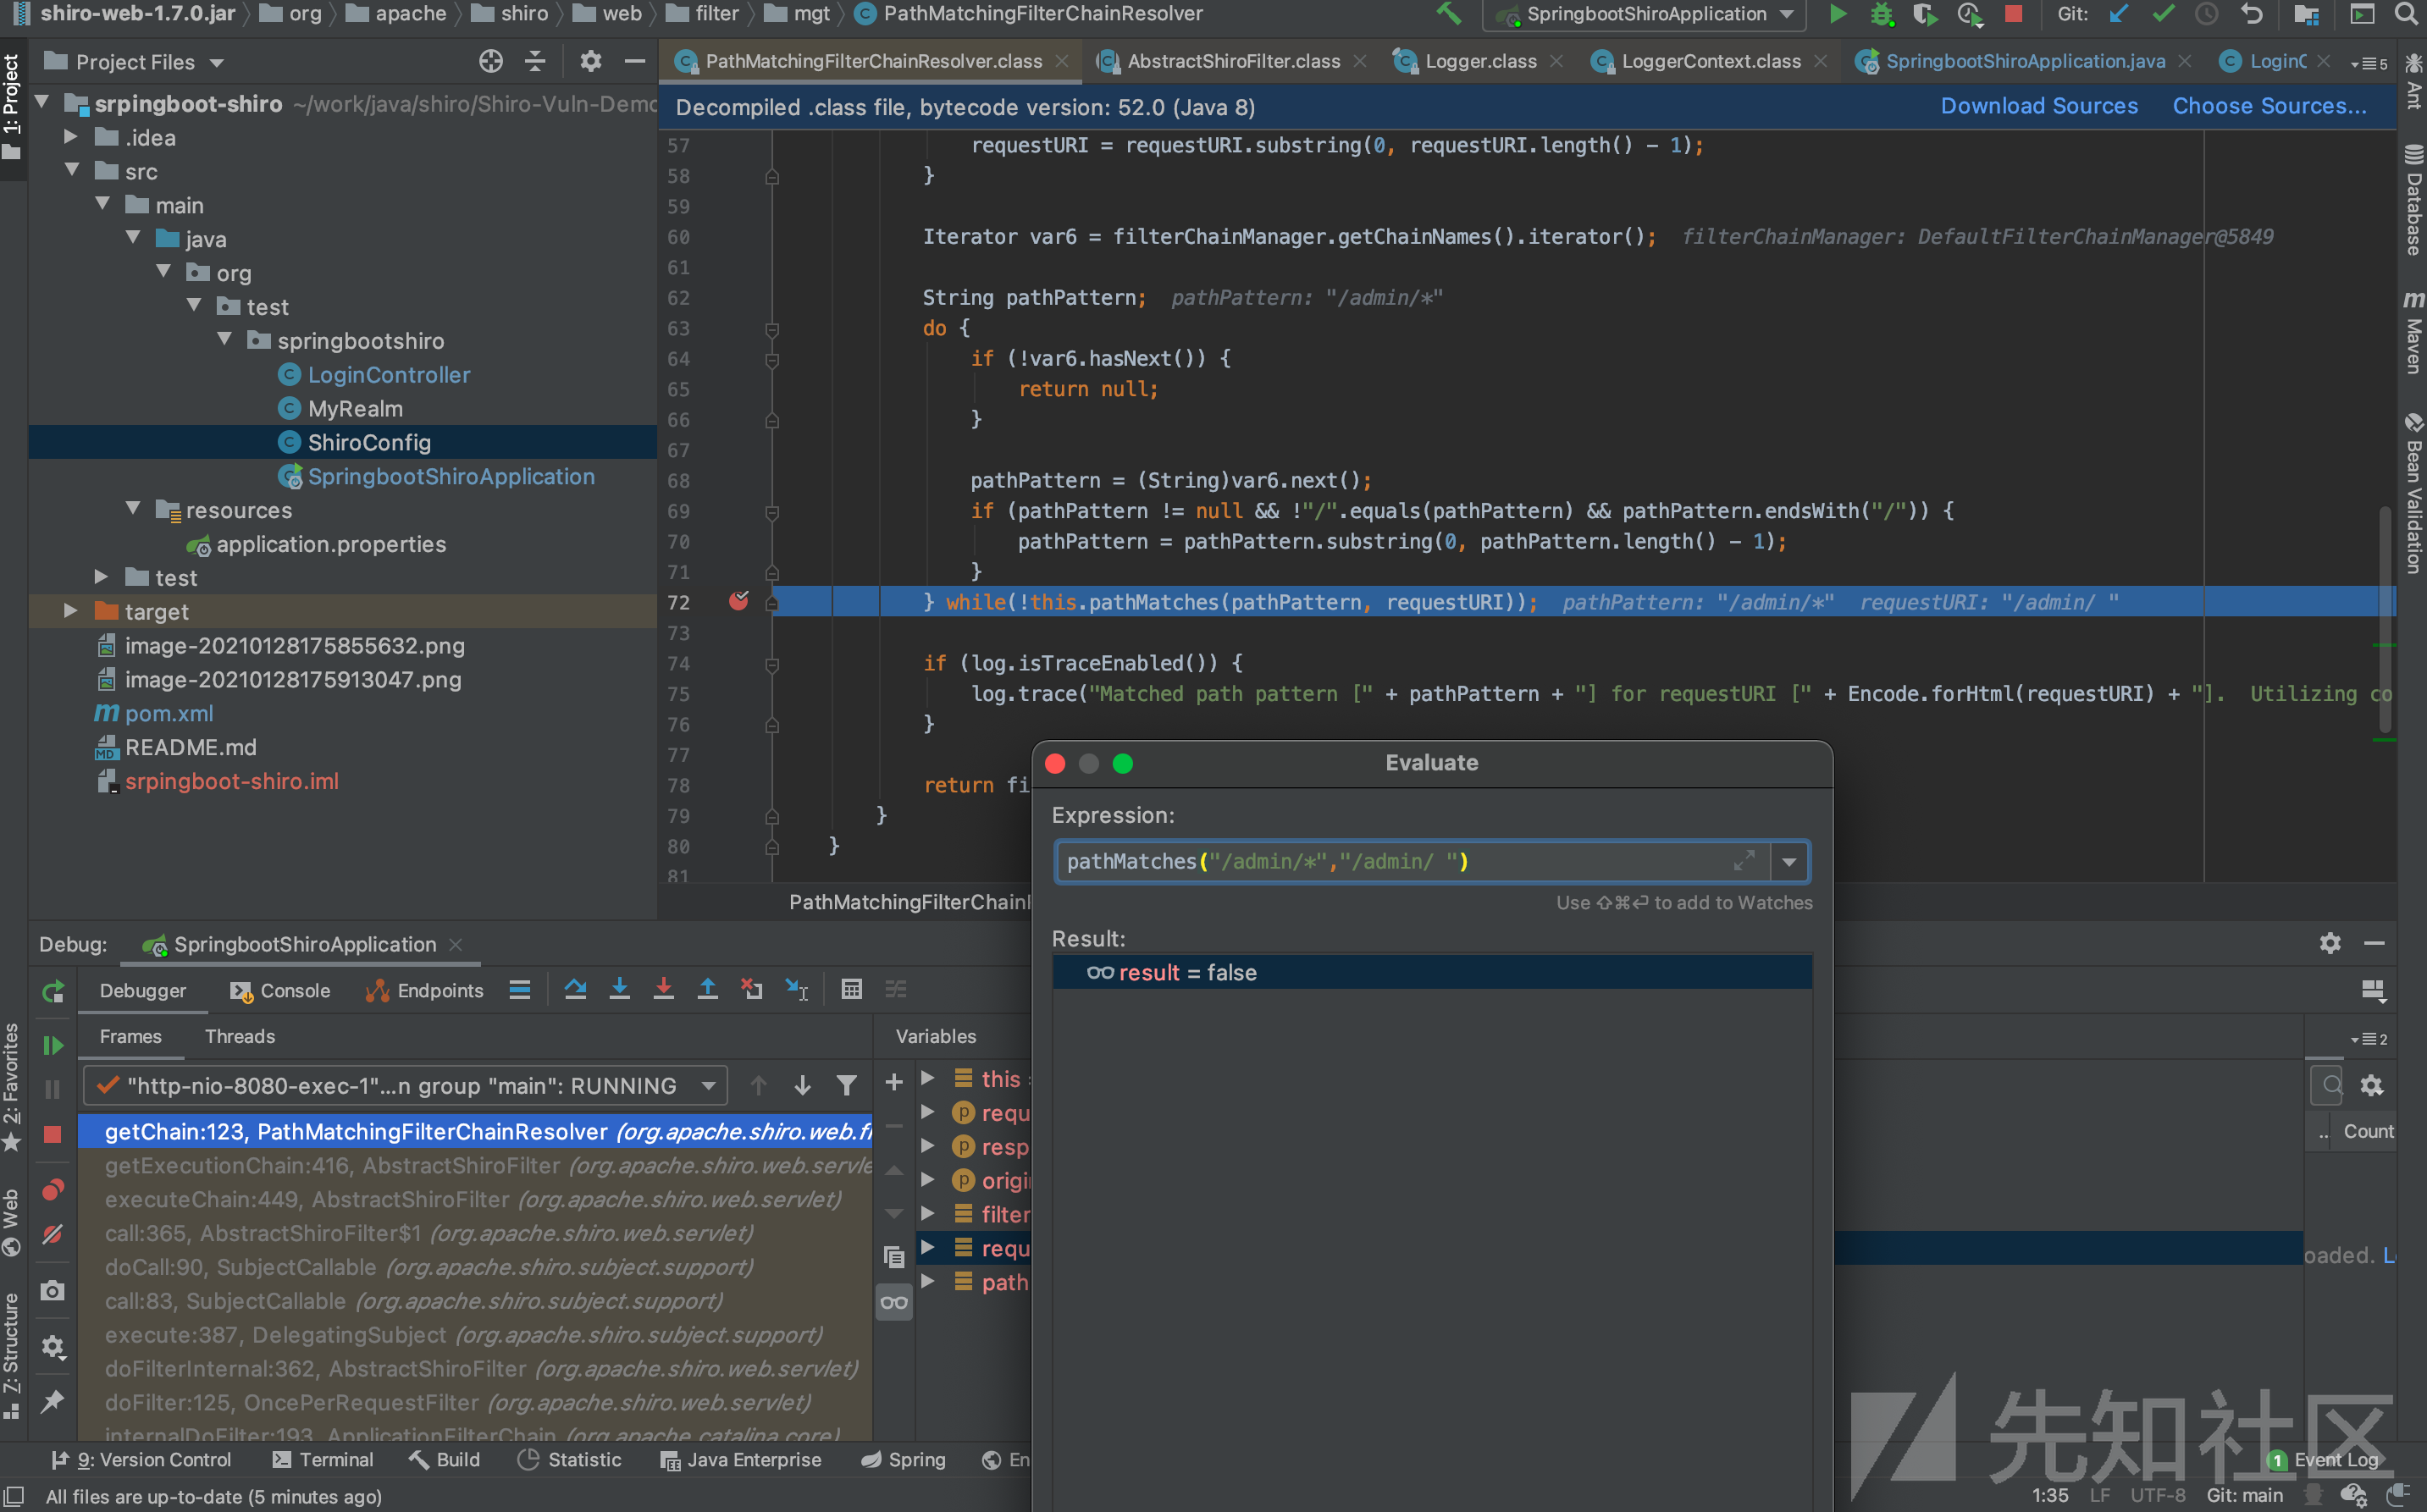 shiro-web-1.7.0.jar org apache shiro web filter mgt PathMatchingFilterChainResolver SpringbootShiroApplication Git:
Project Files
PathMatchingFilterChainResolver.class AbstractShiroFilter.class Logger.class LoggerContext.class SpringbootShiroApplication.java LoginC 5
Decompiled .class file, bytecode version: 52.0 (Java 8) Download Sources Choose Sources...
1: Project
srpingboot-shiro ~/work/java/shiro/Shiro-Vuln-Demo
.idea
src
main
java
org
test
springbootshiro
LoginController
MyRealm
ShiroConfig
SpringbootShiroApplication
resources
application.properties
test
target
image-20210128175855632.png
image-20210128175913047.png
pom.xml
README.md
srpingboot-shiro.iml
57 requestURI = requestURI.substring(0, requestURI.length() - 1);
58 }
59
60 Iterator var6 = filterChainManager.getChainNames().iterator(); filterChainManager: DefaultFilterChainManager@5849
61
62 String pathPattern; pathPattern: "/admin/*"
63 do {
64 if (!var6.hasNext()) {
65 return null;
66 }
67
68 pathPattern = (String)var6.next();
69 if (pathPattern != null && !"/".equals(pathPattern) && pathPattern.endsWith("/")) {
70 pathPattern = pathPattern.substring(0, pathPattern.length() - 1);
71 }
72 } while(!this.pathMatches(pathPattern, requestURI)); pathPattern: "/admin/*" requestURI: "/admin/ "
73
74 if (log.isTraceEnabled()) {
75 log.trace("Matched path pattern [" + pathPattern + "] for requestURI [" + Encode.forHtml(requestURI) + "].  Utilizing co
76 }
77
78 return fi
79 }
80 }
81
PathMatchingFilterChainR
Ant
Database
Maven
Bean Validation
Evaluate
Expression:
pathMatches("/admin/*","/admin/ ")
Use ⇧⌘⏎ to add to Watches
Result:
result = false
Debug: SpringbootShiroApplication
Debugger Console Endpoints
Frames Threads
Variables
"http-nio-8080-exec-1"...n group "main": RUNNING
getChain:123, PathMatchingFilterChainResolver (org.apache.shiro.web.fi
getExecutionChain:416, AbstractShiroFilter (org.apache.shiro.web.servle
executeChain:449, AbstractShiroFilter (org.apache.shiro.web.servlet)
call:365, AbstractShiroFilter$1 (org.apache.shiro.web.servlet)
doCall:90, SubjectCallable (org.apache.shiro.subject.support)
call:83, SubjectCallable (org.apache.shiro.subject.support)
execute:387, DelegatingSubject (org.apache.shiro.subject.support)
doFilterInternal:362, AbstractShiroFilter (org.apache.shiro.web.servlet)
doFilter:125, OncePerRequestFilter (org.apache.shiro.web.servlet)
internalDoFilter:193, ApplicationFilterChain (org.apache.catalina.core)
this
requ
resp
origi
filter
requ
path
2
.. Count
oaded. L
2: Favorites
Web
Z: Structure
9: Version Control Terminal Build Statistic Java Enterprise Spring En 1 Event Log
All files are up-to-date (5 minutes ago) 1:35 LF UTF-8 Git: main
先知社区